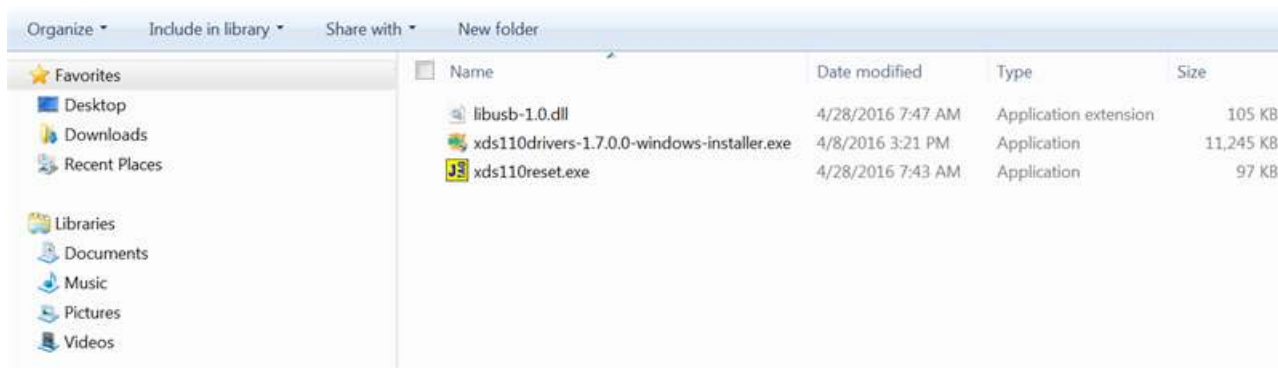 Organize Include in library Share with New folder
Favorites
Desktop
Downloads
Recent Places
Libraries
Documents
Music
Pictures
Videos
Name Date modified Type Size
libusb-1.0.dll 4/28/2016 7:47 AM Application extension 105 KB
xds110drivers-1.7.0.0-windows-installer.exe 4/8/2016 3:21 PM Application 11,245 KB
xds110reset.exe 4/28/2016 7:43 AM Application 97 KB